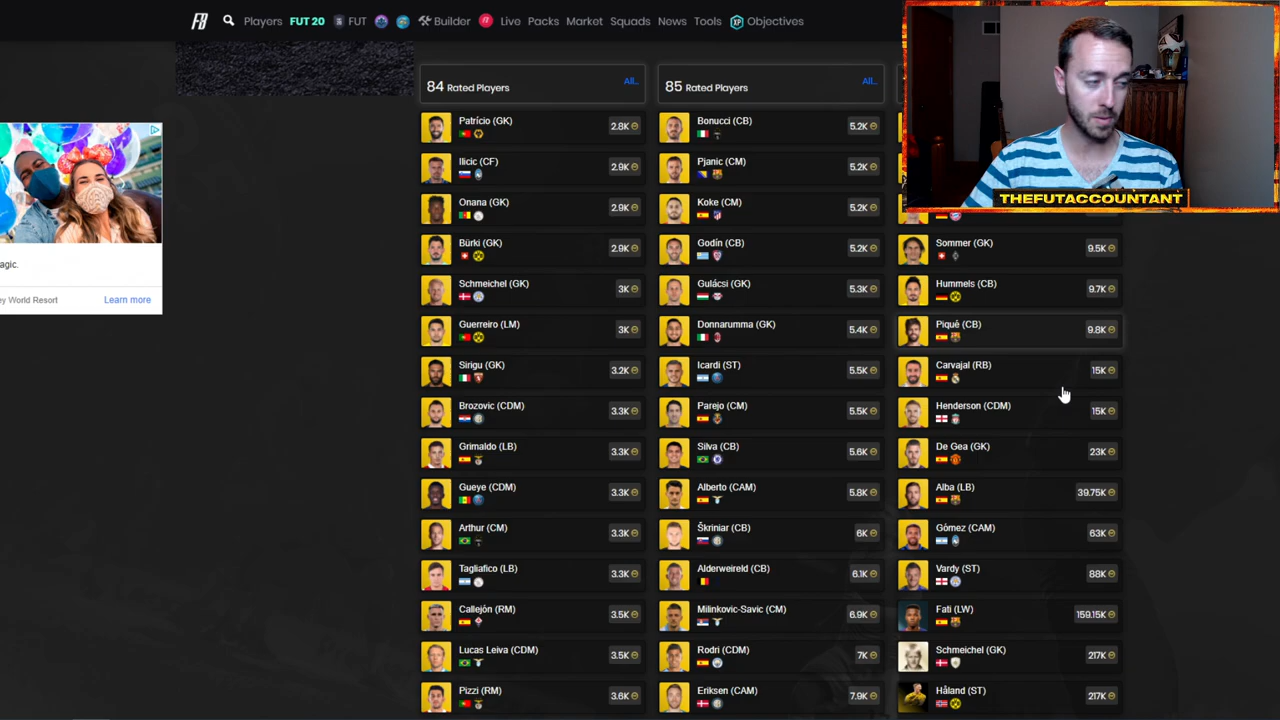 Players FUT 20 FUT Builder Live Packs Market Squads News Tools XP Objectives
THEFUTACCOUNTANT
agic.
ey World Resort Learn more
84 Rated Players All..
Patrício (GK) 2.8K
Ilicic (CF) 2.9K
Onana (GK) 2.9K
Bürki (GK) 2.9K
Schmeichel (GK) 3K
Guerreiro (LM) 3K
Sirigu (GK) 3.2K
Brozovic (CDM) 3.3K
Grimaldo (LB) 3.3K
Gueye (CDM) 3.3K
Arthur (CM) 3.3K
Tagliafico (LB) 3.3K
Callejón (RM) 3.5K
Lucas Leiva (CDM) 3.5K
Pizzi (RM) 3.6K
85 Rated Players All..
Bonucci (CB) 5.2K
Pjanic (CM) 5.2K
Koke (CM) 5.2K
Godín (CB) 5.2K
Gulácsi (GK) 5.3K
Donnarumma (GK) 5.4K
Icardi (ST) 5.5K
Parejo (CM) 5.5K
Silva (CB) 5.6K
Alberto (CAM) 5.8K
Škriniar (CB) 6K
Alderweireld (CB) 6.1K
Milinkovic-Savic (CM) 6.9K
Rodri (CDM) 7K
Eriksen (CAM) 7.9K
Sommer (GK) 9.5K
Hummels (CB) 9.7K
Piqué (CB) 9.8K
Carvajal (RB) 15K
Henderson (CDM) 15K
De Gea (GK) 23K
Alba (LB) 39.75K
Gómez (CAM) 63K
Vardy (ST) 88K
Fati (LW) 159.15K
Schmeichel (GK) 217K
Håland (ST) 217K